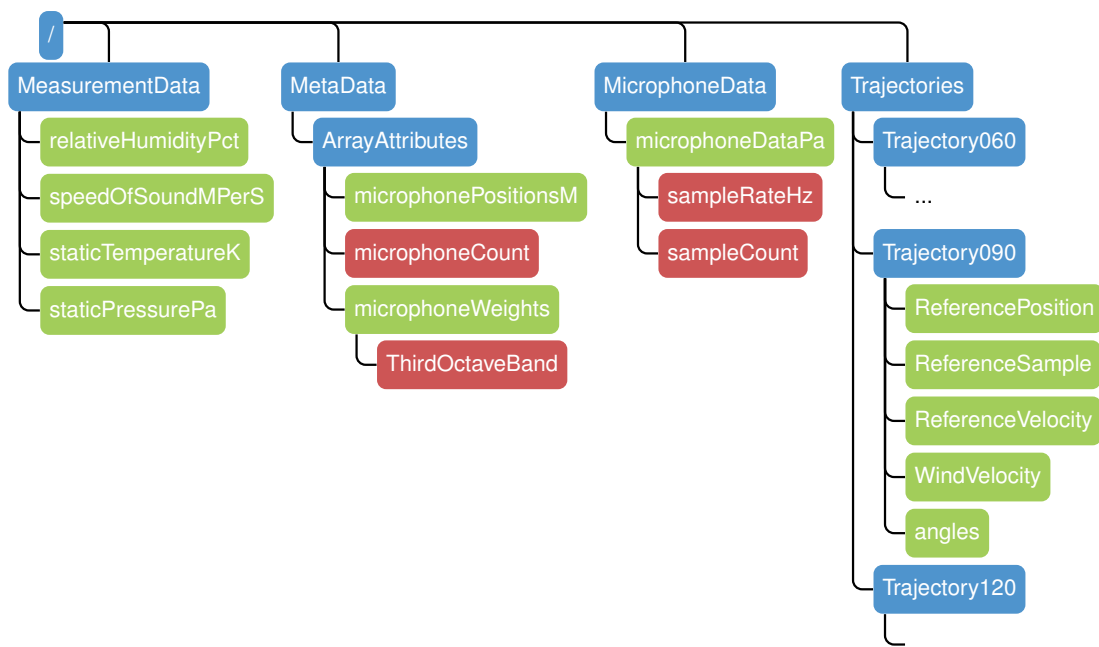 /
MeasurementData
relativeHumidityPct
speedOfSoundMPerS
staticTemperatureK
staticPressurePa
MetaData
ArrayAttributes
microphonePositionsM
microphoneCount
microphoneWeights
ThirdOctaveBand
MicrophoneData
microphoneDataPa
sampleRateHz
sampleCount
Trajectories
Trajectory060
...
Trajectory090
ReferencePosition
ReferenceSample
ReferenceVelocity
WindVelocity
angles
Trajectory120